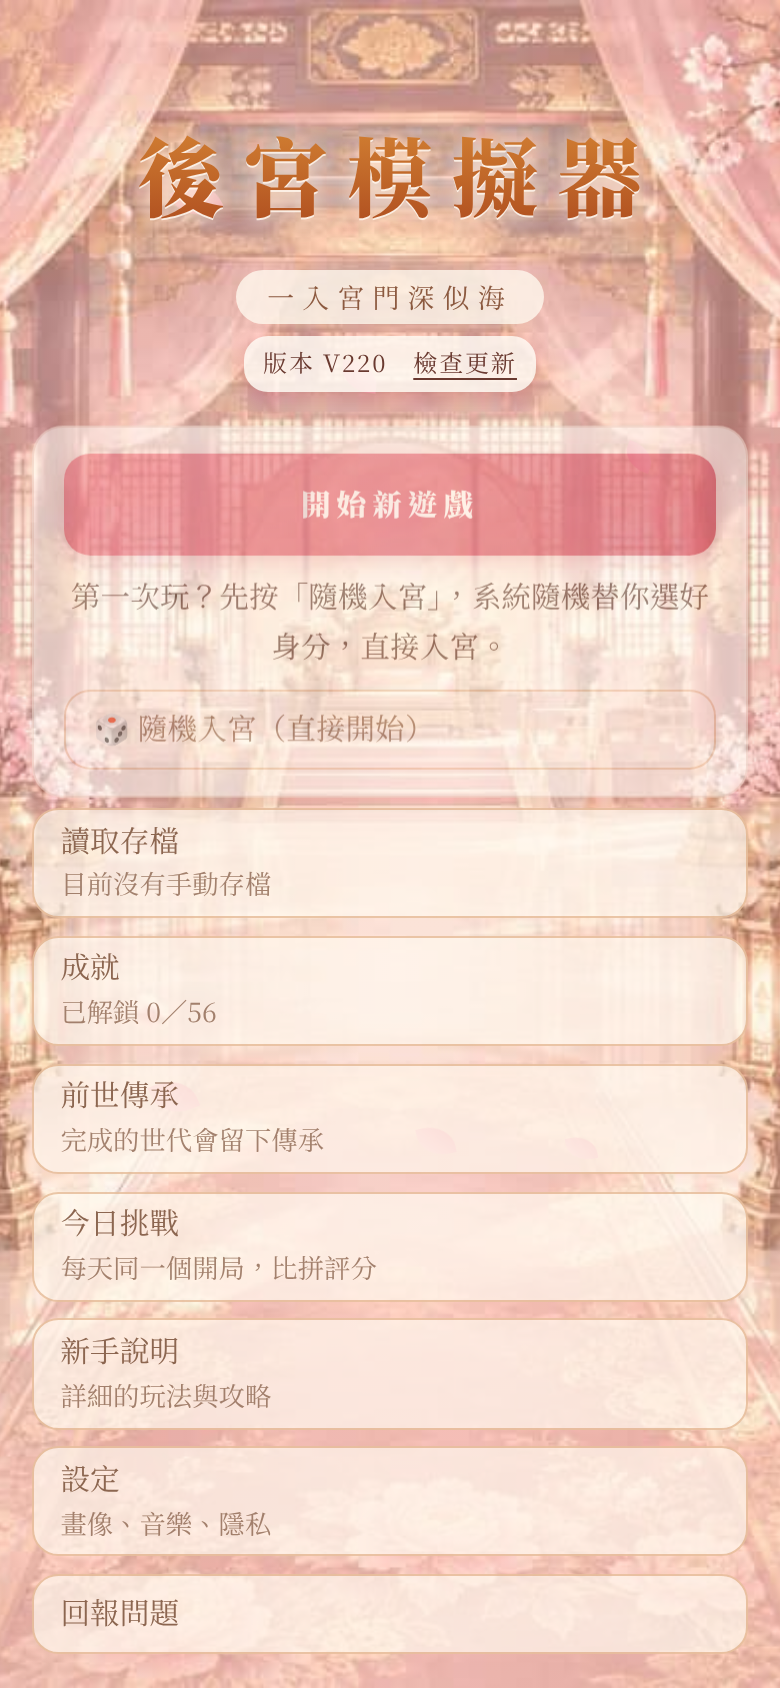 後宮模擬器
一入宮門深似海
版本 V220 檢查更新
開始新遊戲
第一次玩？先按「隨機入宮」，系統隨機替你選好
身分，直接入宮。
🎲 隨機入宮（直接開始）
讀取存檔
目前沒有手動存檔
成就
已解鎖 0／56
前世傳承
完成的世代會留下傳承
今日挑戰
每天同一個開局，比拼評分
新手說明
詳細的玩法與攻略
設定
畫像、音樂、隱私
回報問題